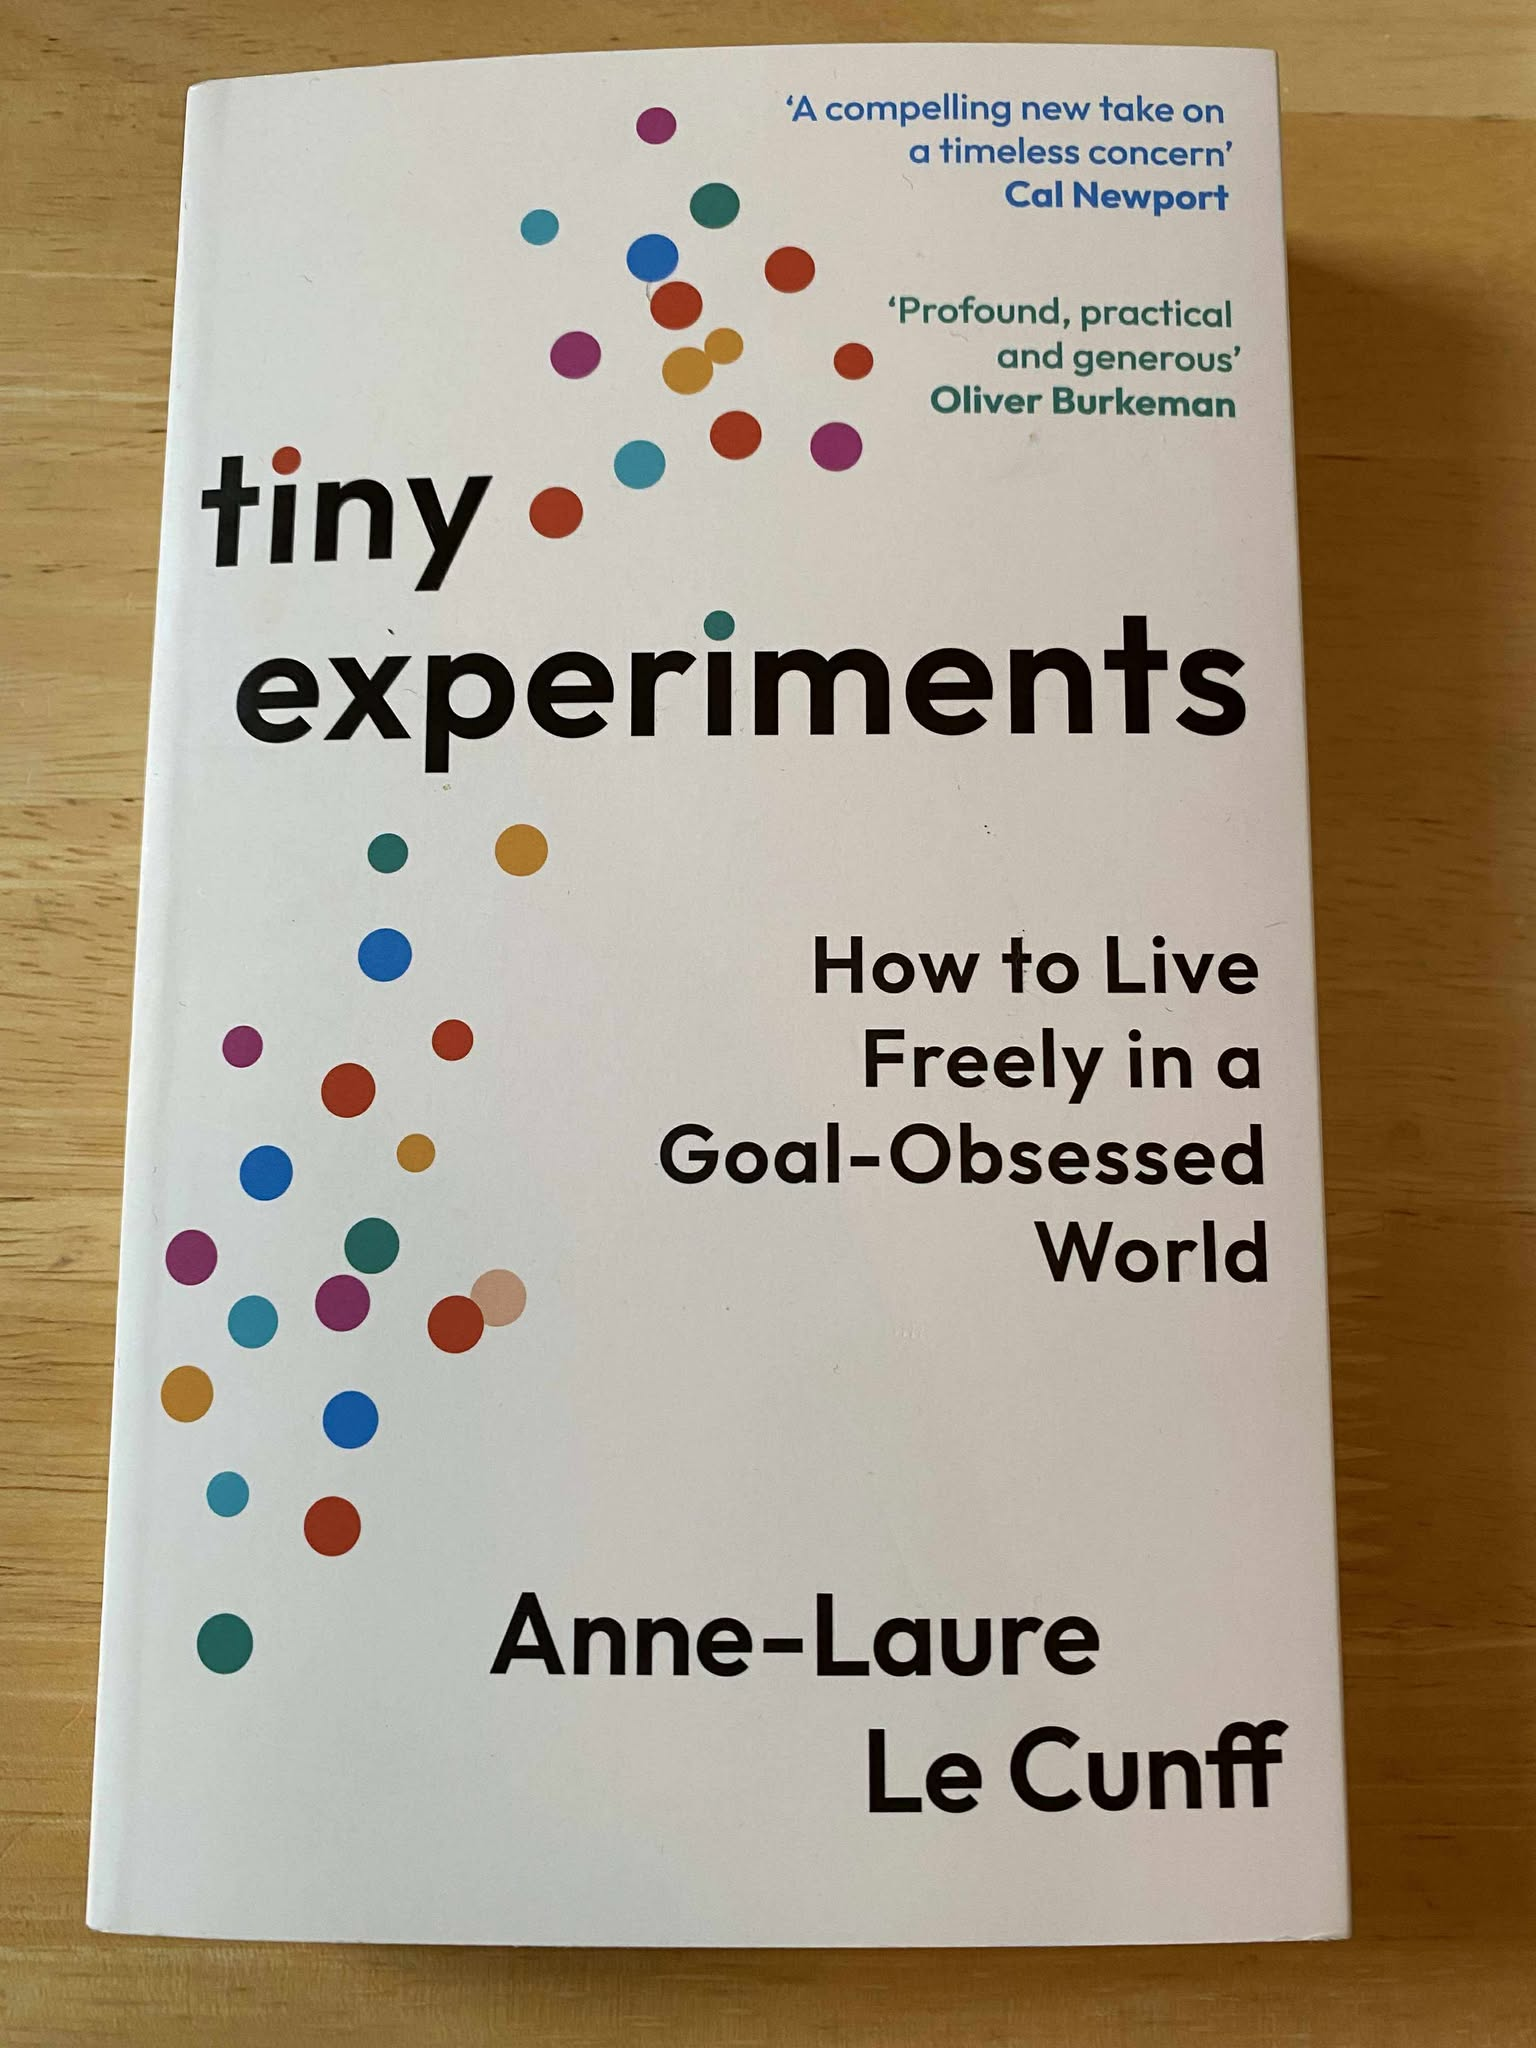 ‘A compelling new take on
a timeless concern’
Cal Newport
‘Profound, practical
and generous’
Oliver Burkeman
tiny
experiments
How to Live
Freely in a
Goal-Obsessed
World
Anne-Laure
Le Cunff